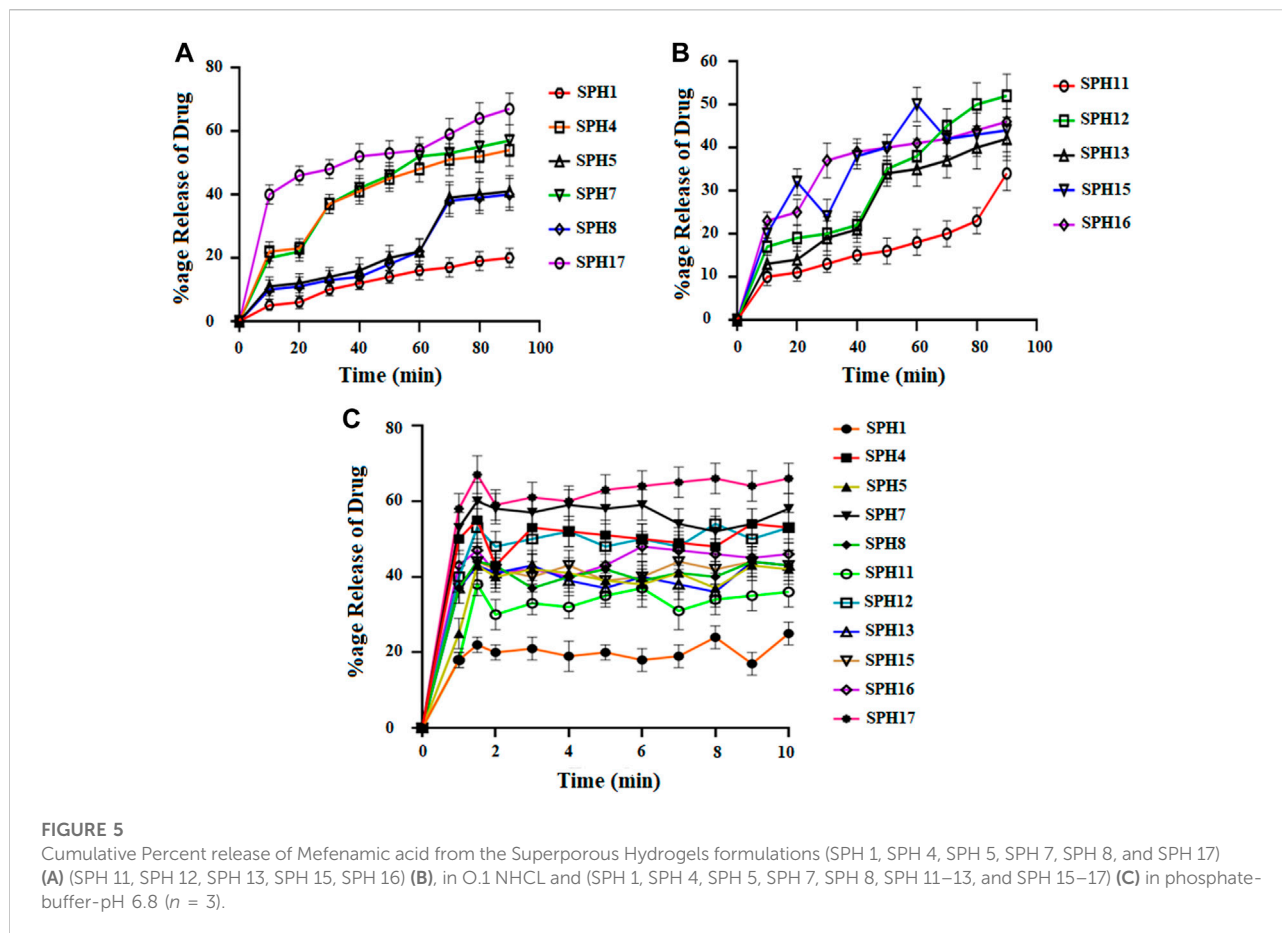 A
%age Release of Drug
80
60
40
20
0
0 20 40 60 80 100
Time (min)
SPH1
SPH4
SPH5
SPH7
SPH8
SPH17
B
%age Release of Drug
60
50
40
30
20
10
0
0 20 40 60 80 100
Time (min)
SPH11
SPH12
SPH13
SPH15
SPH16
C
%age Release of Drug
80
60
40
20
0
0 2 4 6 8 10
Time (min)
SPH1
SPH4
SPH5
SPH7
SPH8
SPH11
SPH12
SPH13
SPH15
SPH16
SPH17
FIGURE 5
Cumulative Percent release of Mefenamic acid from the Superporous Hydrogels formulations (SPH 1, SPH 4, SPH 5, SPH 7, SPH 8, and SPH 17)
(A) (SPH 11, SPH 12, SPH 13, SPH 15, SPH 16) (B), in O.1 NHCL and (SPH 1, SPH 4, SPH 5, SPH 7, SPH 8, SPH 11–13, and SPH 15–17) (C) in phosphate-
buffer-pH 6.8 (n = 3).